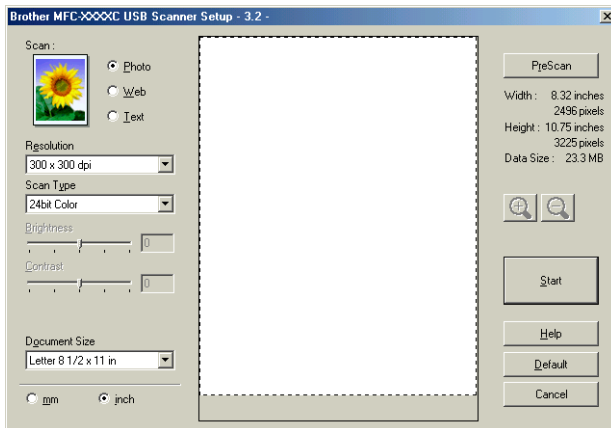 Brother MFC-XXXXC USB Scanner Setup - 3.2 -
Scan :
Photo
Web
Text
Resolution
300 x 300 dpi
Scan Type
24bit Color
Brightness
0
Contrast
0
Document Size
Letter 8 1/2 x 11 in
mm
inch
PreScan
Width : 8.32 inches
2496 pixels
Height : 10.75 inches
3225 pixels
Data Size : 23.3 MB
Start
Help
Default
Cancel